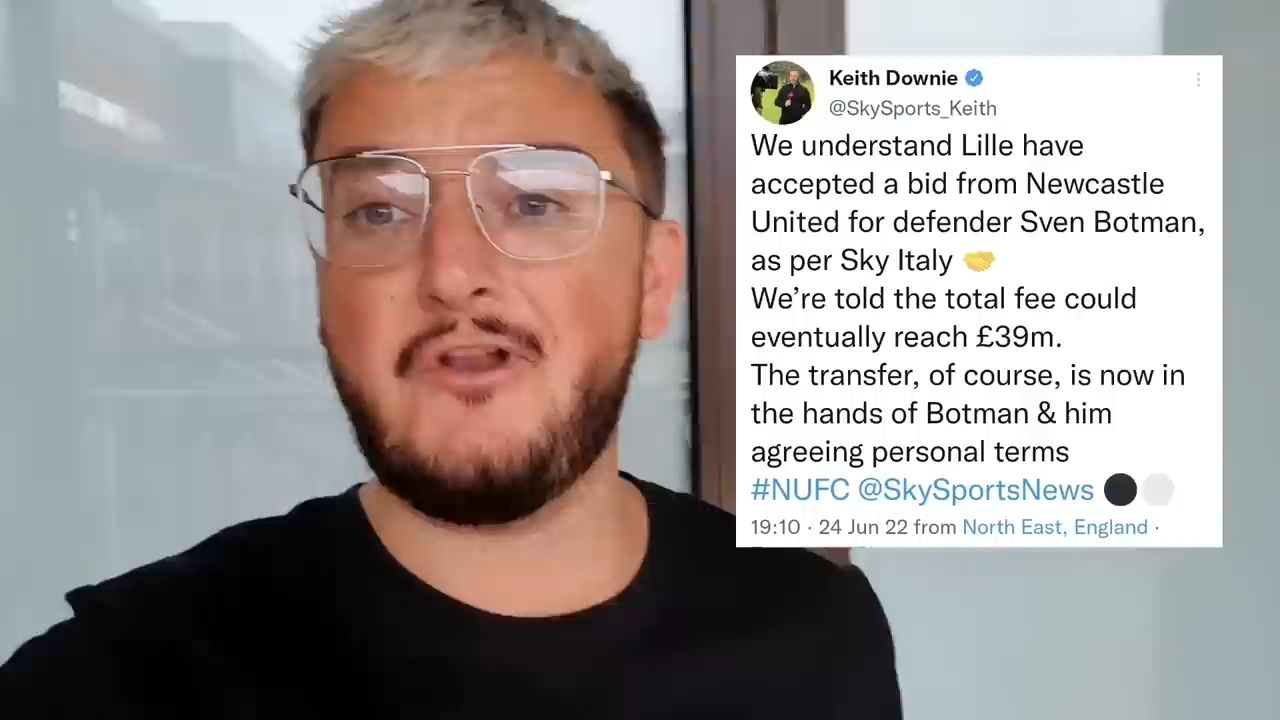 Keith Downie
@SkySports_Keith
We understand Lille have
accepted a bid from Newcastle
United for defender Sven Botman,
as per Sky Italy 🤝
We’re told the total fee could
eventually reach £39m.
The transfer, of course, is now in
the hands of Botman & him
agreeing personal terms
#NUFC @SkySportsNews ⚫⚪
19:10 · 24 Jun 22 from North East, England ·